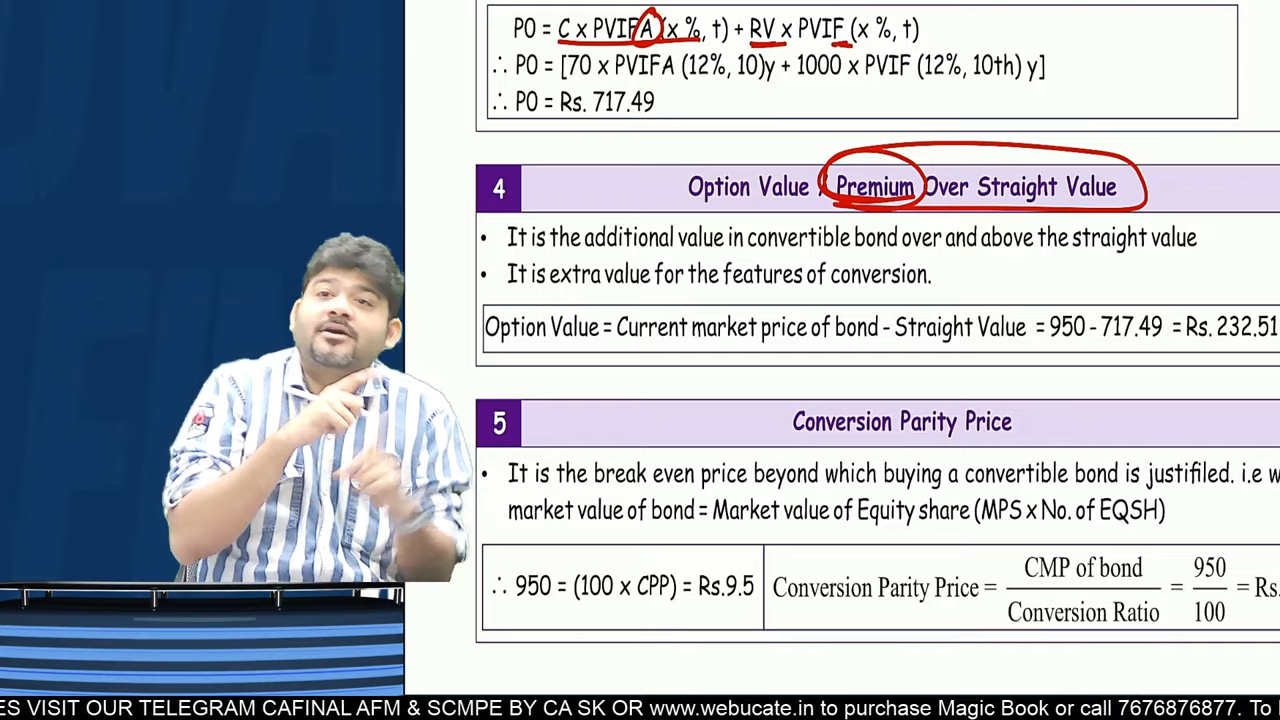 P0 = C x PVIFA (x %, t) + RV x PVIF (x %, t)
∴ P0 = [70 x PVIFA (12%, 10)y + 1000 x PVIF (12%, 10th) y]
∴ P0 = Rs. 717.49
4 Option Value / Premium Over Straight Value
• It is the additional value in convertible bond over and above the straight value
• It is extra value for the features of conversion.
Option Value = Current market price of bond - Straight Value = 950 - 717.49 = Rs. 232.51
5 Conversion Parity Price
• It is the break even price beyond which buying a convertible bond is justifiled. i.e w
market value of bond = Market value of Equity share (MPS x No. of EQSH)
∴ 950 = (100 x CPP) = Rs.9.5
Conversion Parity Price = CMP of bond / Conversion Ratio = 950 / 100 = Rs.
ES VISIT OUR TELEGRAM CAFINAL AFM & SCMPE BY CA SK OR www.webucate.in to purchase Magic Book or call 7676876877. To